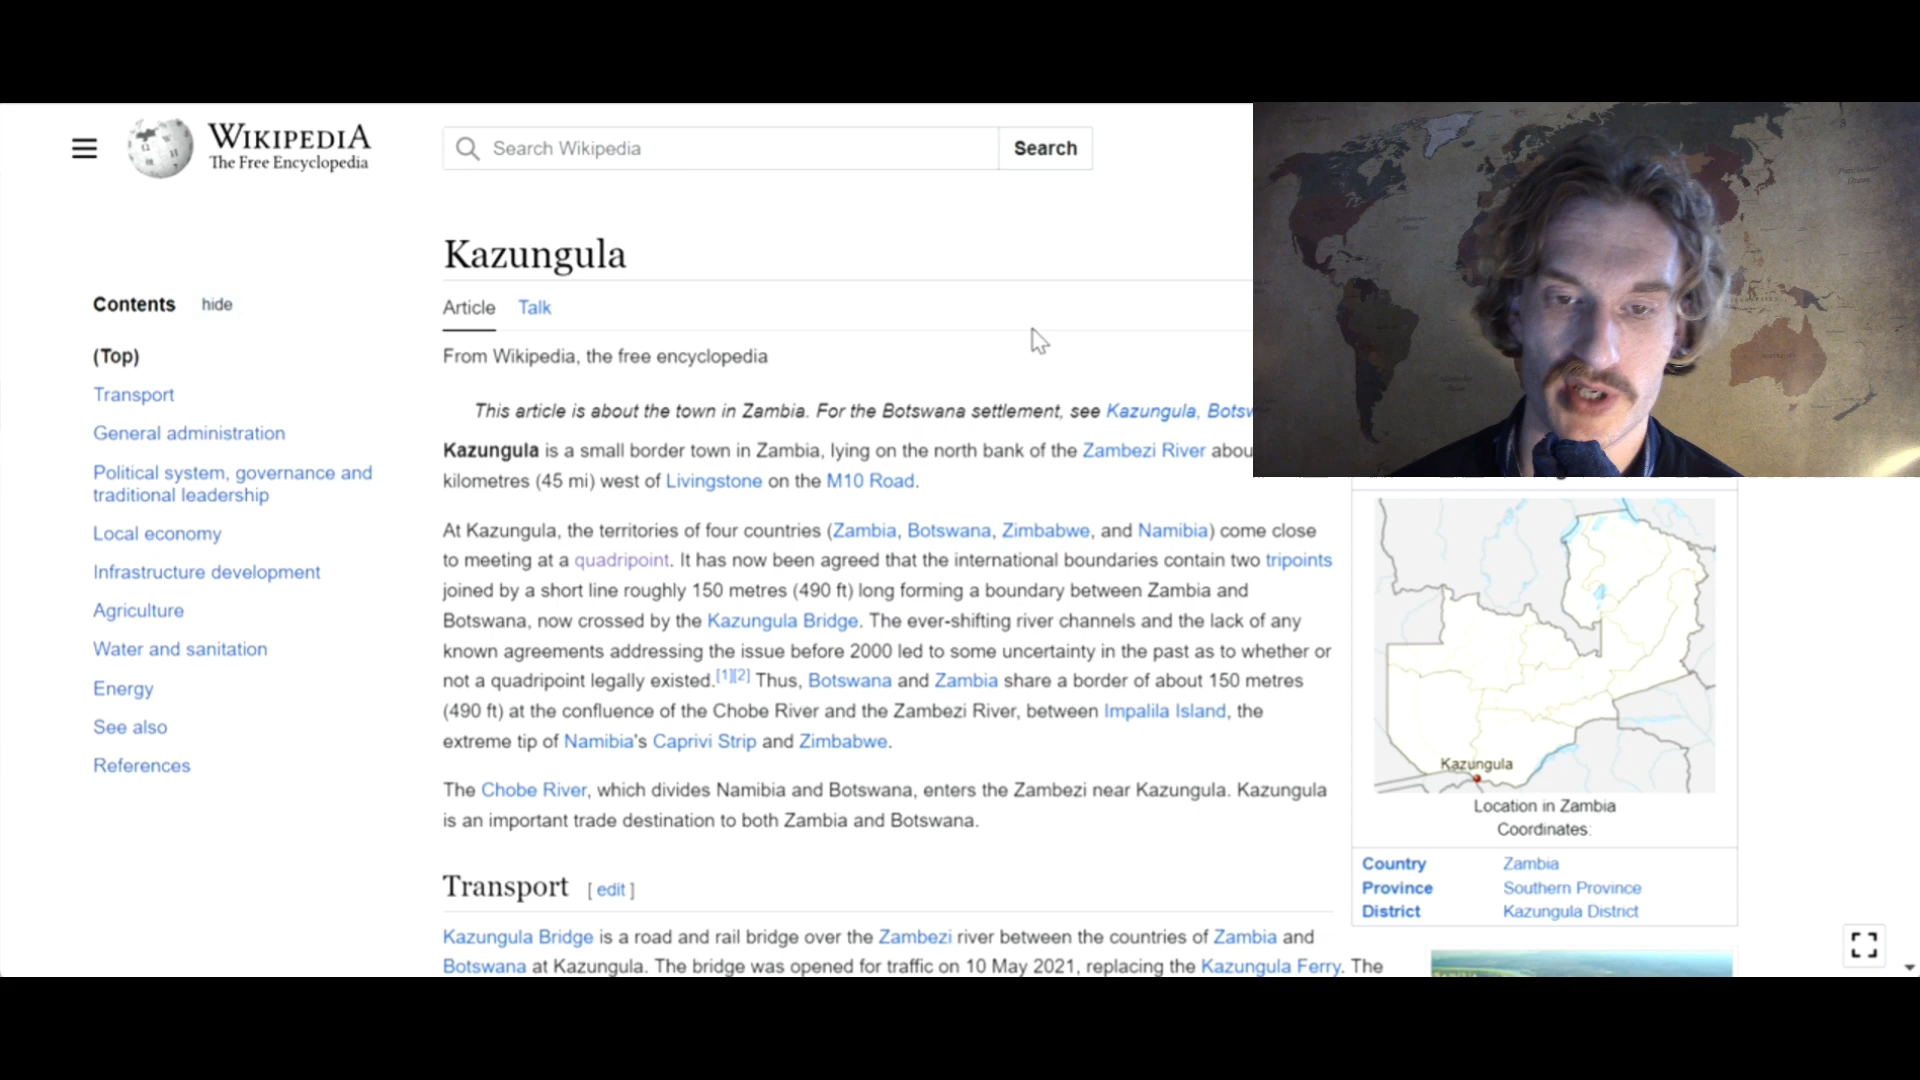 WIKIPEDIA
The Free Encyclopedia
Search Wikipedia
Search
Kazungula
Contents hide
Article Talk
(Top)
Transport
General administration
Political system, governance and
traditional leadership
Local economy
Infrastructure development
Agriculture
Water and sanitation
Energy
See also
References
From Wikipedia, the free encyclopedia
This article is about the town in Zambia. For the Botswana settlement, see Kazungula,
Kazungula is a small border town in Zambia, lying on the north bank of the Zambezi River
kilometres (45 mi) west of Livingstone on the M10 Road.
At Kazungula, the territories of four countries (Zambia, Botswana, Zimbabwe, and Namibia) come close
to meeting at a quadripoint. It has now been agreed that the international boundaries contain two tripoints
joined by a short line roughly 150 metres (490 ft) long forming a boundary between Zambia and
Botswana, now crossed by the Kazungula Bridge. The ever-shifting river channels and the lack of any
known agreements addressing the issue before 2000 led to some uncertainty in the past as to whether or
not a quadripoint legally existed.[1][2] Thus, Botswana and Zambia share a border of about 150 metres
(490 ft) at the confluence of the Chobe River and the Zambezi River, between Impalila Island, the
extreme tip of Namibia's Caprivi Strip and Zimbabwe.
The Chobe River, which divides Namibia and Botswana, enters the Zambezi near Kazungula. Kazungula
is an important trade destination to both Zambia and Botswana.
Transport [ edit ]
Kazungula Bridge is a road and rail bridge over the Zambezi river between the countries of Zambia and
Botswana at Kazungula. The bridge was opened for traffic on 10 May 2021, replacing the Kazungula Ferry. The
Kazungula
Location in Zambia
Coordinates:
Country Zambia
Province Southern Province
District Kazungula District